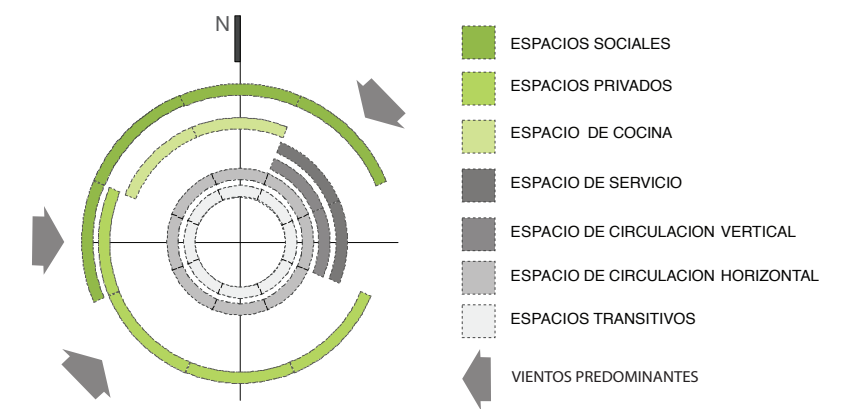 N
ESPACIOS SOCIALES
ESPACIOS PRIVADOS
ESPACIO DE COCINA
ESPACIO DE SERVICIO
ESPACIO DE CIRCULACION VERTICAL
ESPACIO DE CIRCULACION HORIZONTAL
ESPACIOS TRANSITIVOS
VIENTOS PREDOMINANTES